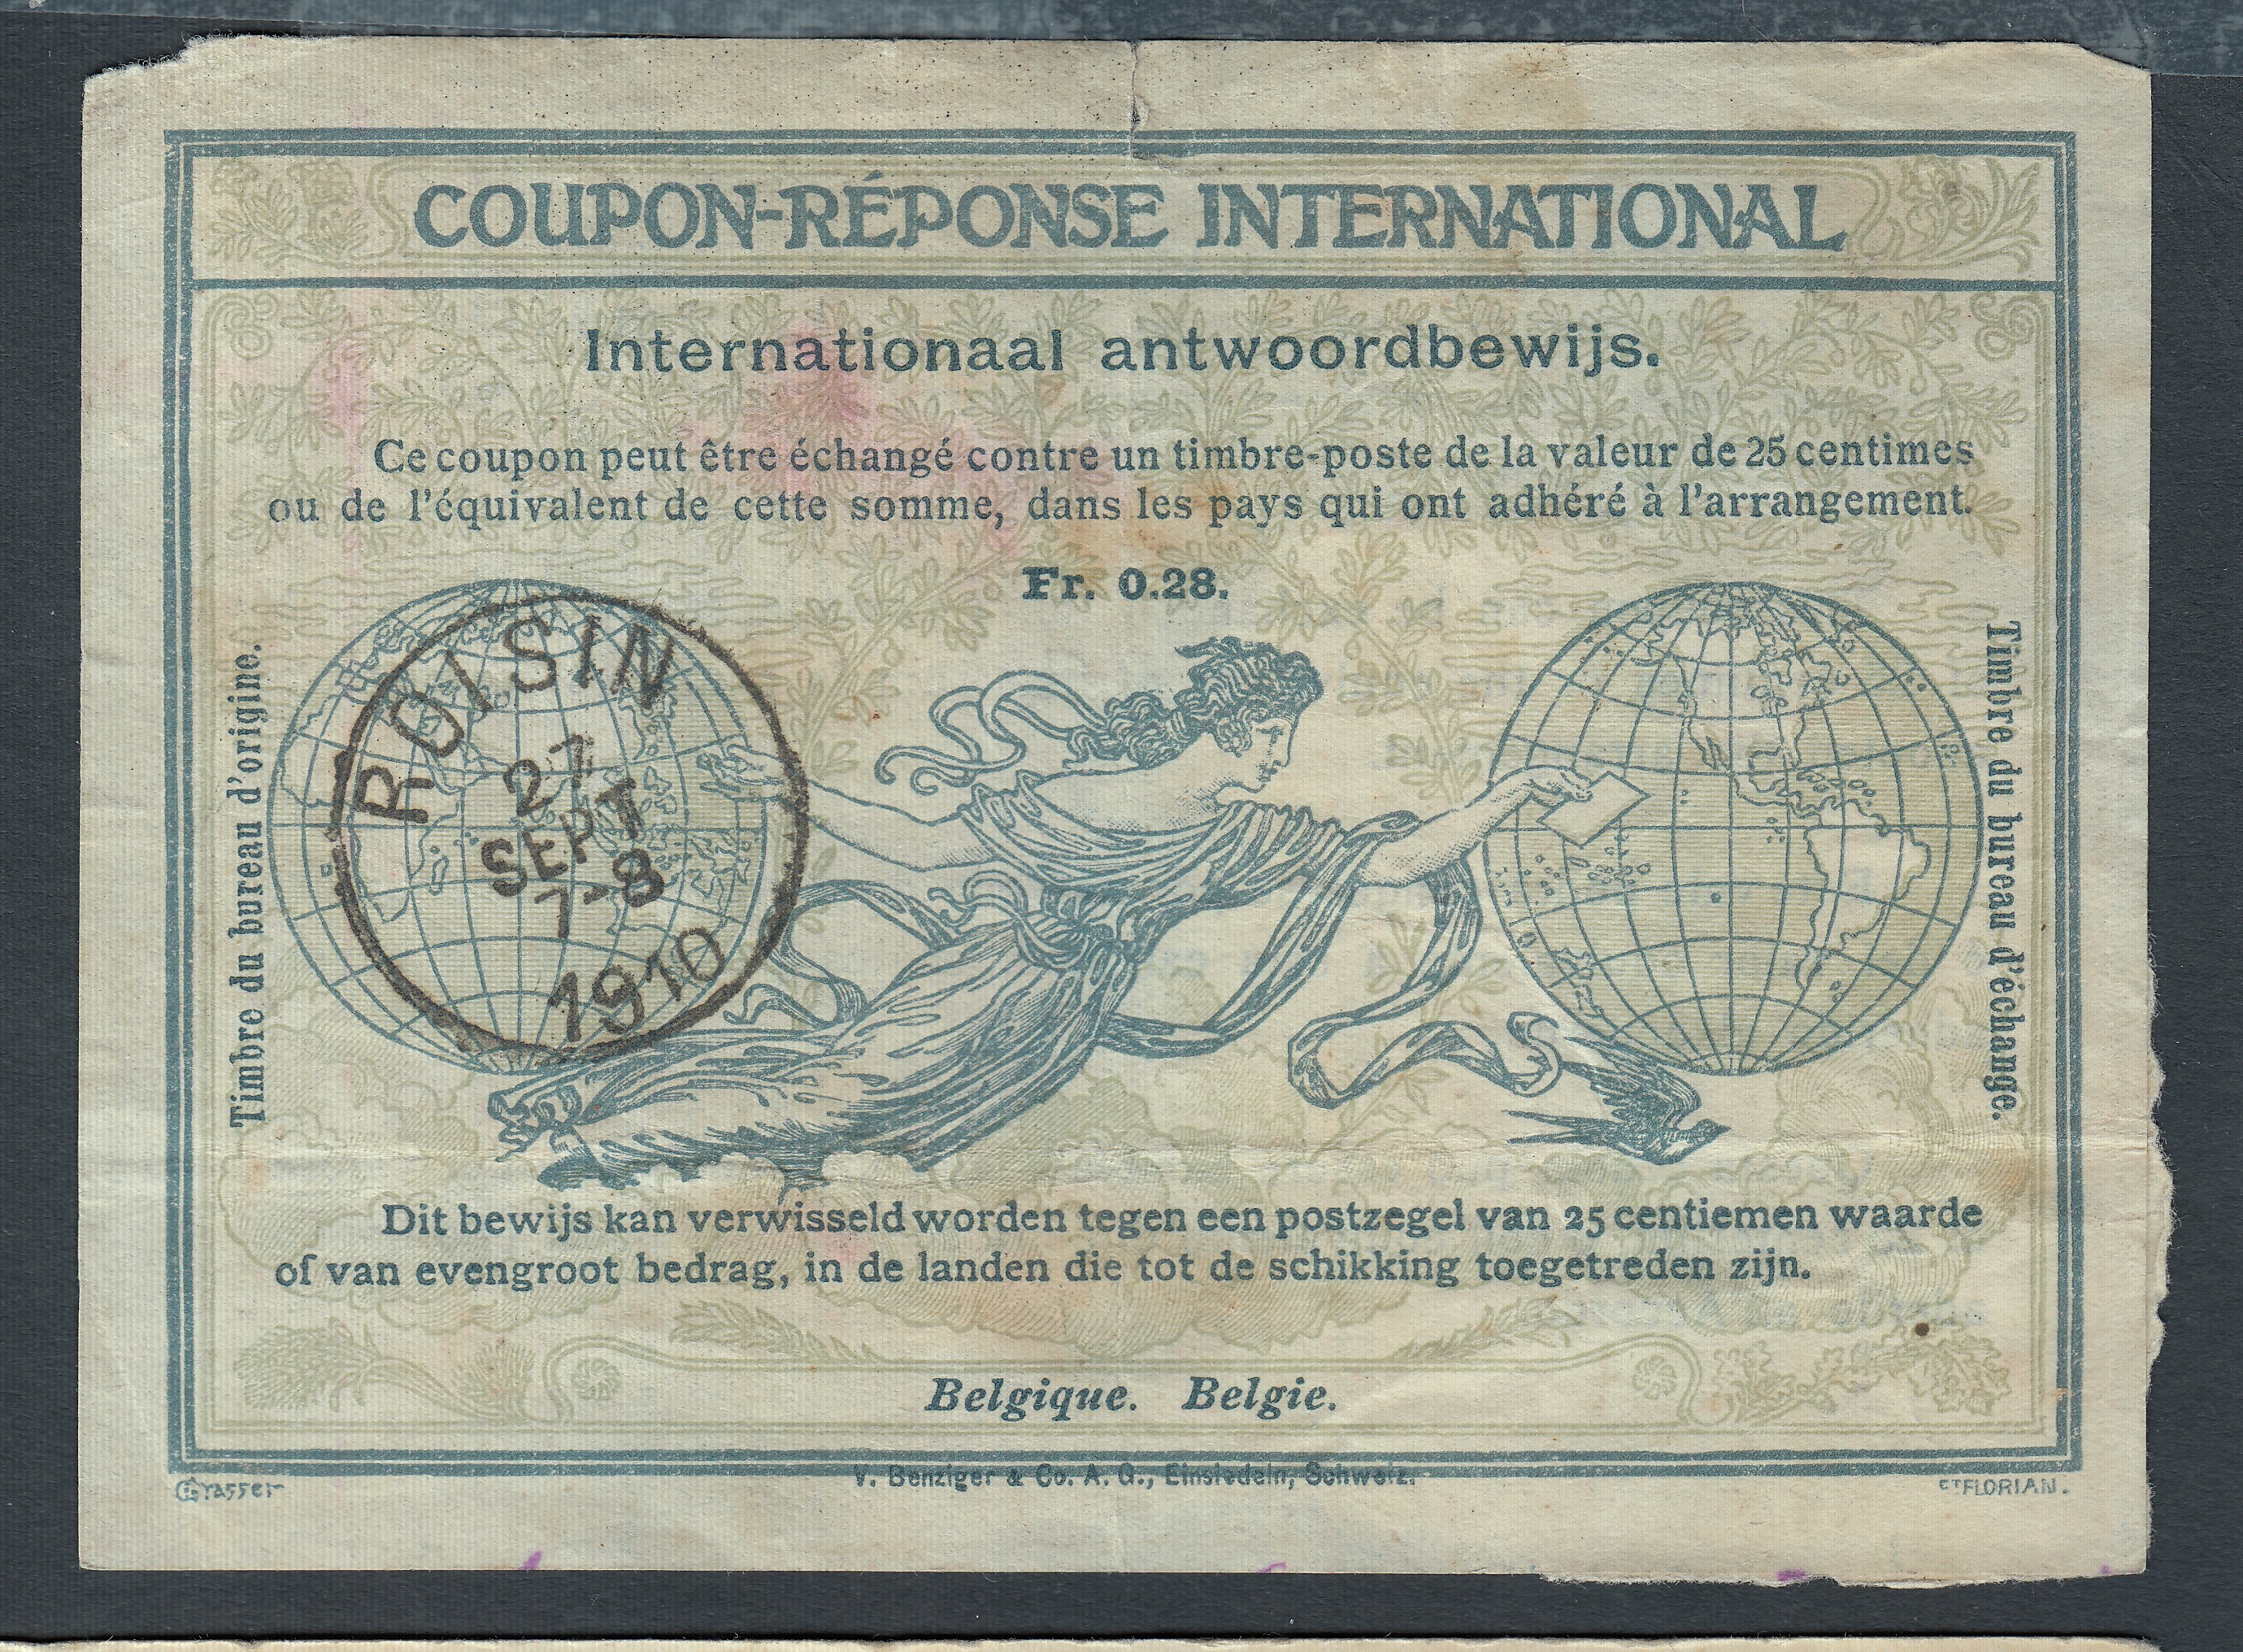 COUPON-RÉPONSE INTERNATIONAL
Internationaal antwoordbewijs.
Ce coupon peut être échangé contre un timbre-poste de la valeur de 25 centimes
ou de l'équivalent de cette somme, dans les pays qui ont adhéré à l'arrangement.
Fr. 0.28.
Timbre du bureau d'origine.
ROISIN
27
SEPT
7-8
1910
Timbre du bureau d'échange.
Dit bewijs kan verwisseld worden tegen een postzegel van 25 centiemen waarde
of van evengroot bedrag, in de landen die tot de schikking toegetreden zijn.
Belgique. Belgie.
V. Benziger & Co. A. G., Einsiedeln, Schweiz.
EGrasset
ET FLORIAN.